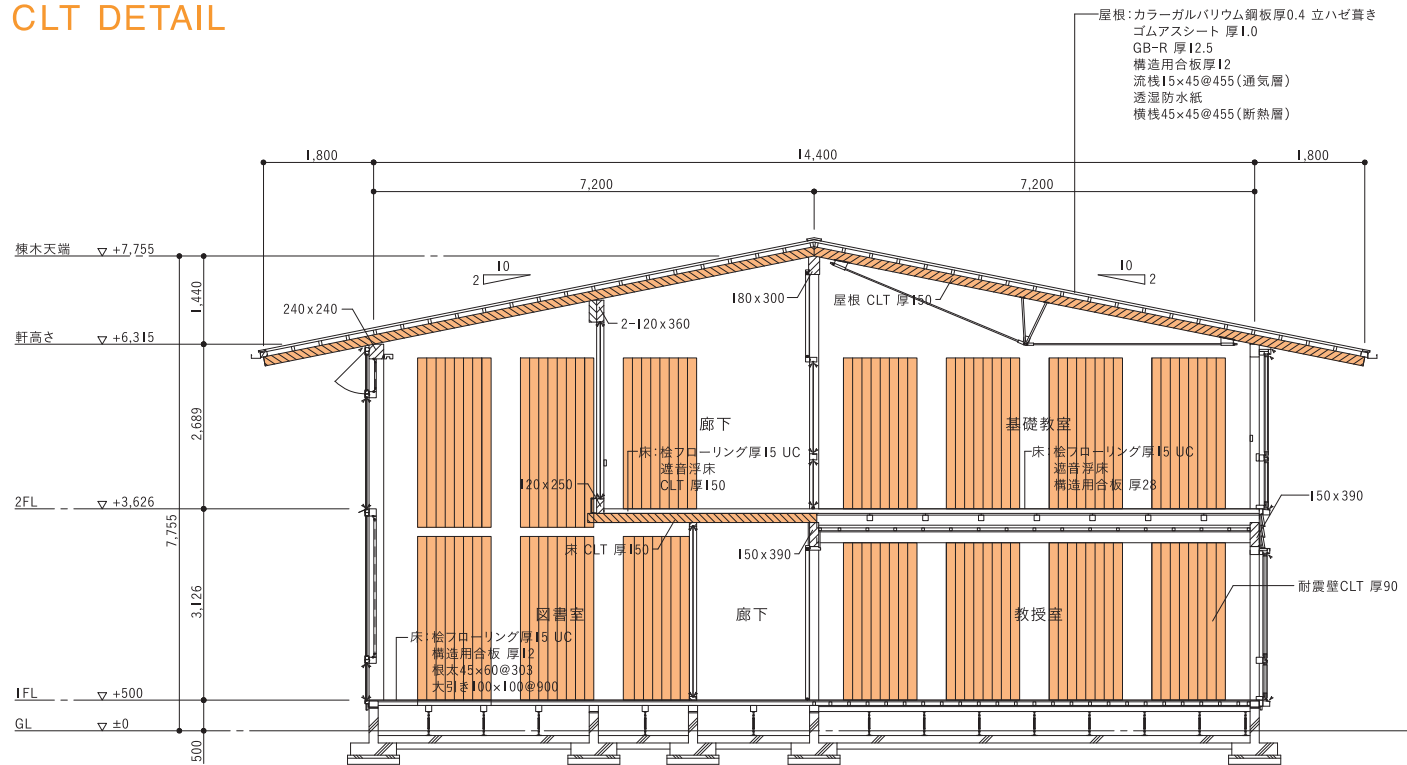 CLT DETAIL
屋根：カラーガルバリウム鋼板厚0.4 立ハゼ葺き
ゴムアスシート 厚1.0
GB-R 厚12.5
構造用合板厚12
流桟15×45@455（通気層）
透湿防水紙
横桟45×45@455（断熱層）
1,800
14,400
1,800
7,200
7,200
棟木天端 ▽ +7,755
10
2
10
2
1,440
180x300
屋根 CLT 厚150
240x240
2-120x360
軒高さ ▽ +6,315
2,689
廊下
基礎教室
床：桧フローリング厚15 UC
遮音浮床
CLT 厚150
床：桧フローリング厚15 UC
遮音浮床
構造用合板 厚28
120x250
150x390
2FL ▽ +3,626
7,755
床 CLT 厚150
150x390
3,126
耐震壁CLT 厚90
図書室
廊下
教授室
床：桧フローリング厚15 UC
構造用合板 厚12
根太45×60@303
大引き100×100@900
1FL ▽ +500
GL ▽ ±0
500